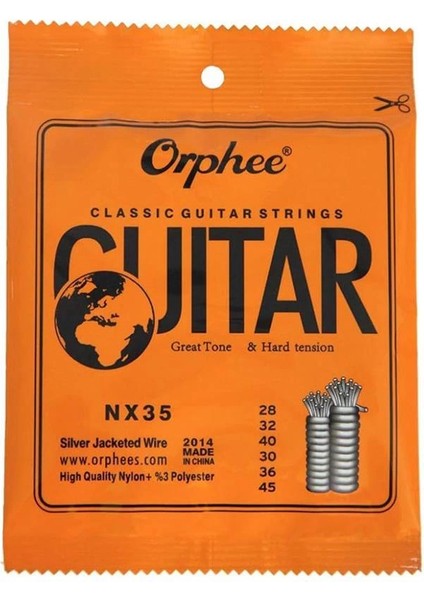 Orphee®
CLASSIC GUITAR STRINGS
GUITAR
Great Tone & Hard tension
NX35
Silver Jacketed Wire
www.orphees.com
High Quality Nylon+ %3 Polyester
2014
MADE
IN CHINA
28
32
40
30
36
45